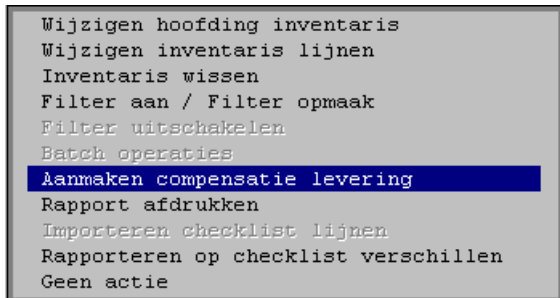 Wijzigen hoofding inventaris
Wijzigen inventaris lijnen
Inventaris wissen
Filter aan / Filter opmaak
Filter uitschakelen
Batch operaties
Aanmaken compensatie levering
Rapport afdrukken
Importeren checklist lijnen
Rapporteren op checklist verschillen
Geen actie